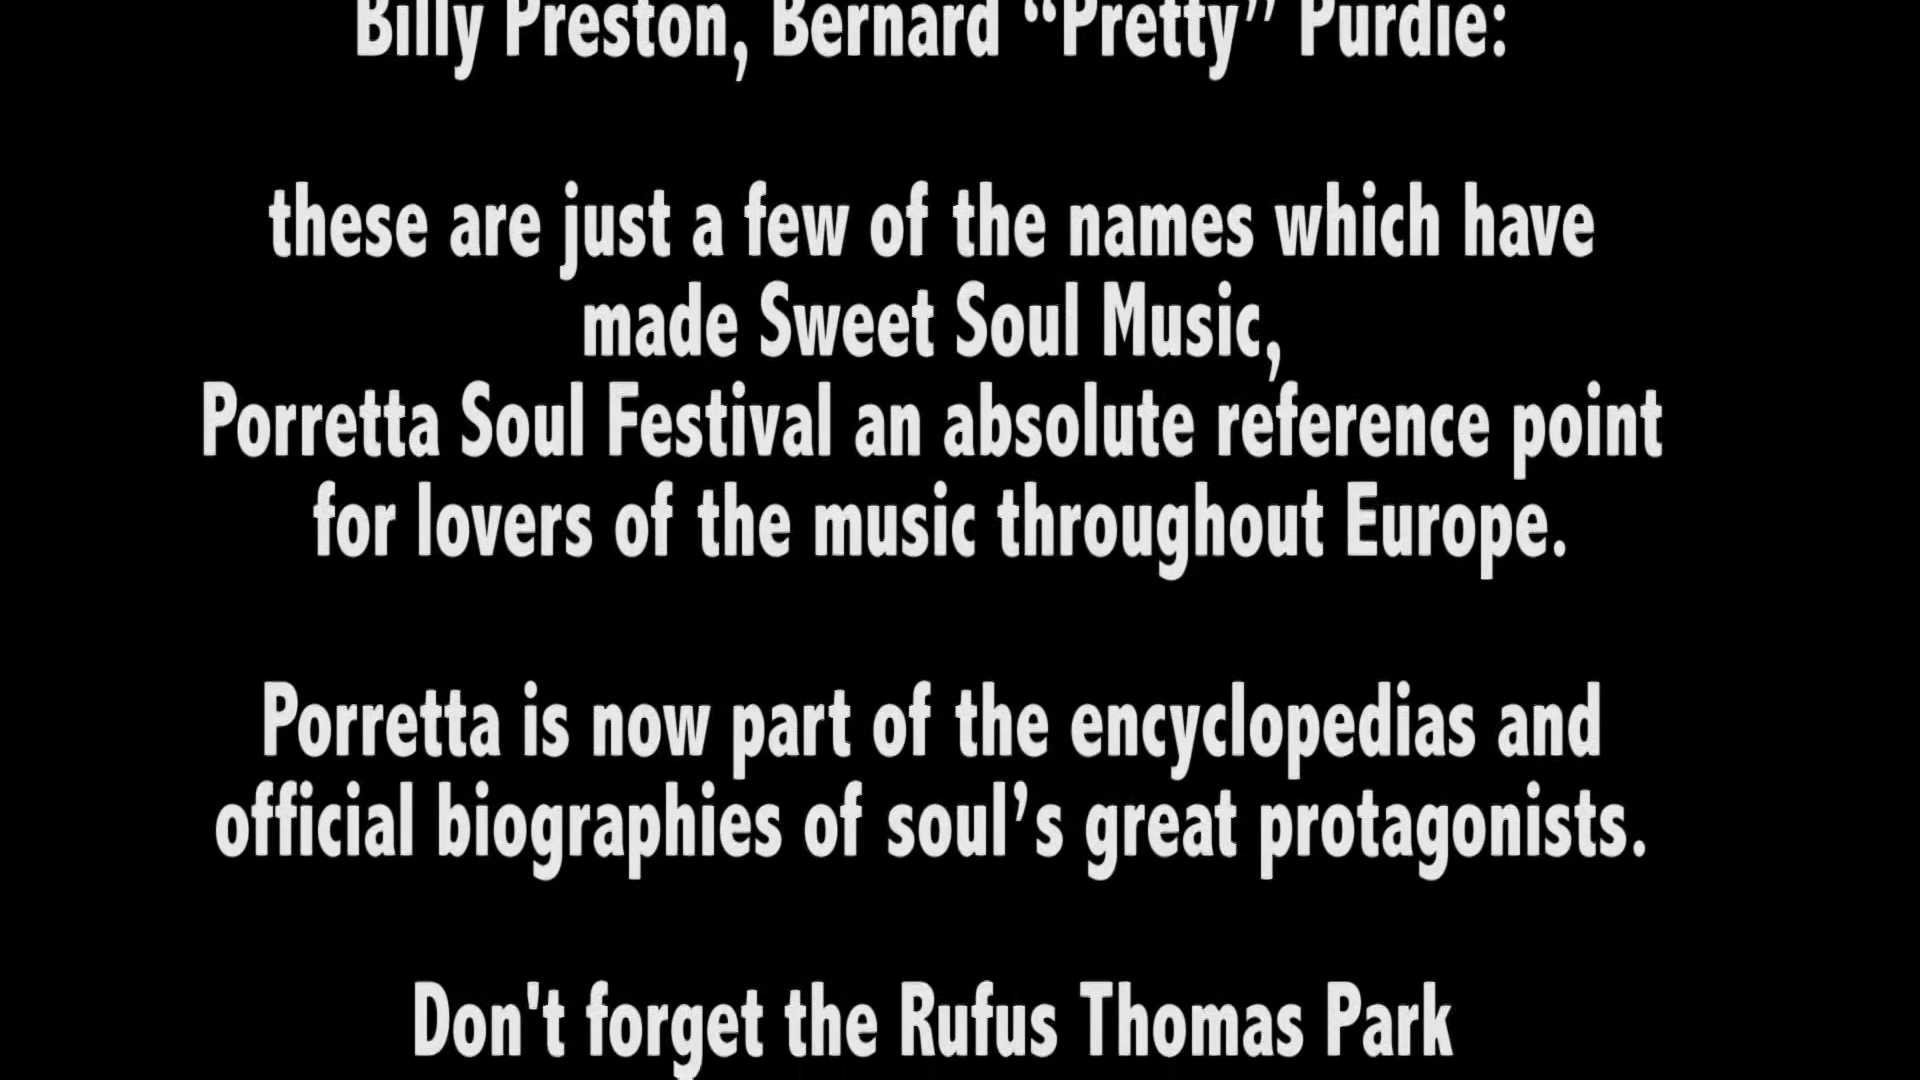 Billy Preston, Bernard “Pretty” Purdie:
these are just a few of the names which have
made Sweet Soul Music,
Porretta Soul Festival an absolute reference point
for lovers of the music throughout Europe.
Porretta is now part of the encyclopedias and
official biographies of soul’s great protagonists.
Don't forget the Rufus Thomas Park